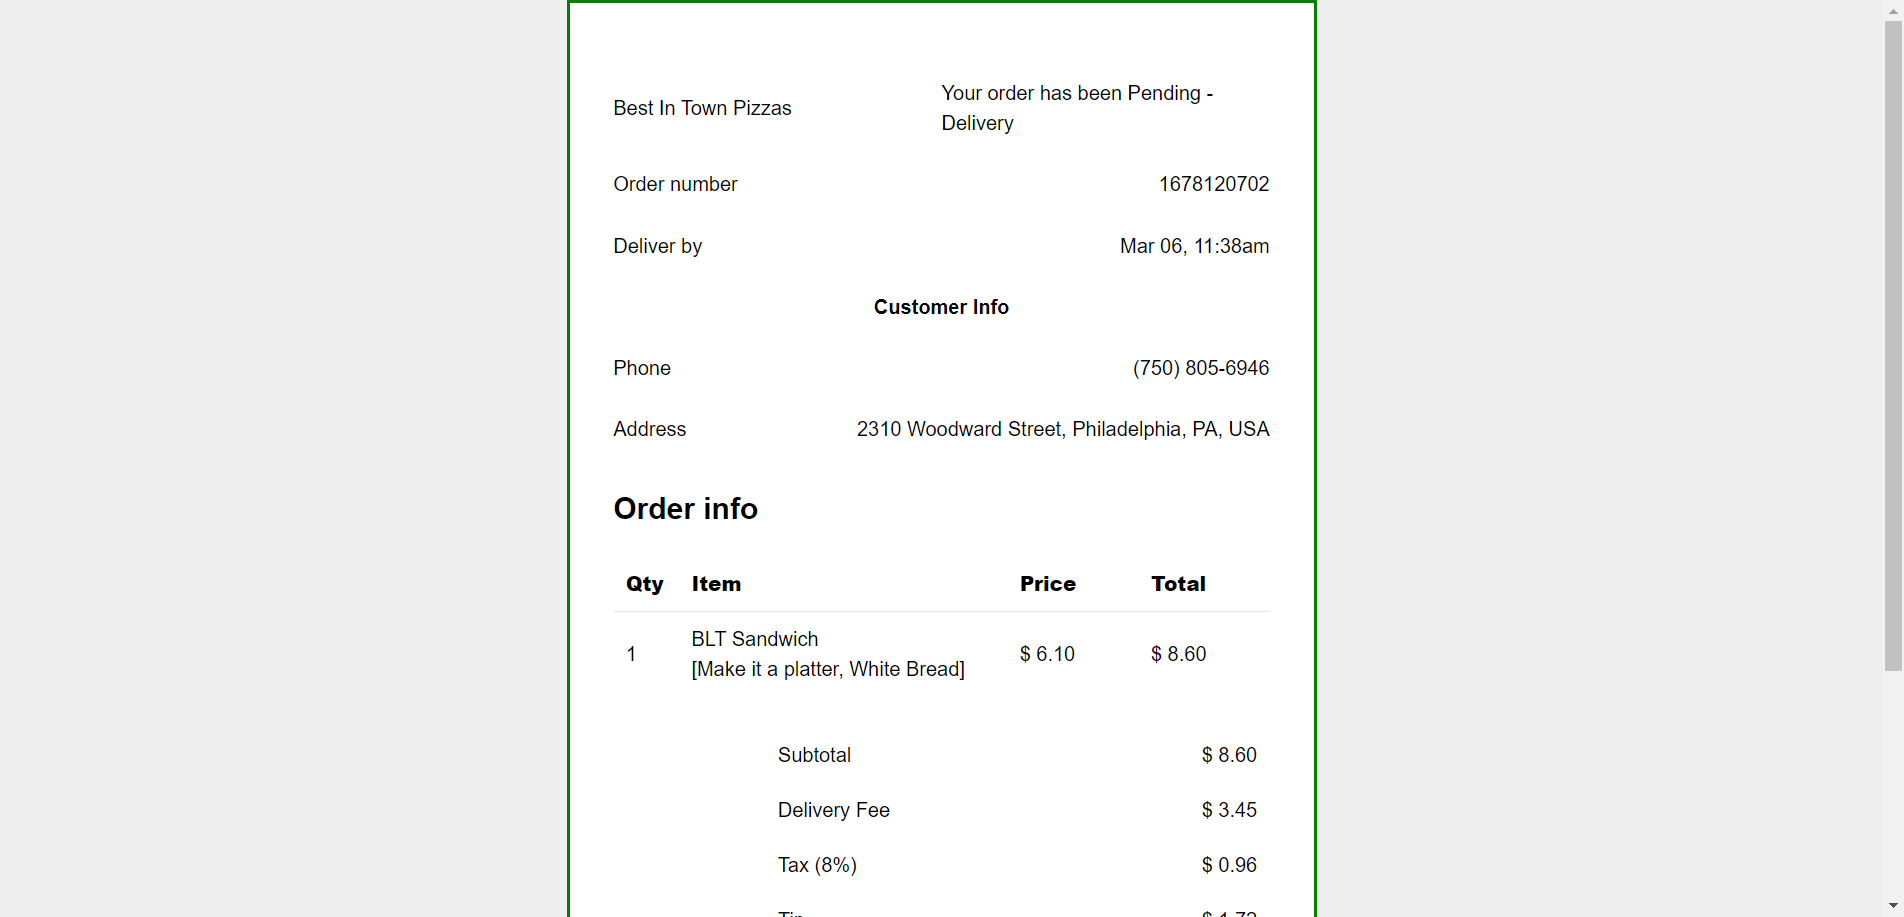 Best In Town Pizzas
Your order has been Pending -
Delivery
Order number 1678120702
Deliver by Mar 06, 11:38am
Customer Info
Phone (750) 805-6946
Address 2310 Woodward Street, Philadelphia, PA, USA
Order info
Qty Item Price Total
1 BLT Sandwich $ 6.10 $ 8.60
[Make it a platter, White Bread]
Subtotal $ 8.60
Delivery Fee $ 3.45
Tax (8%) $ 0.96